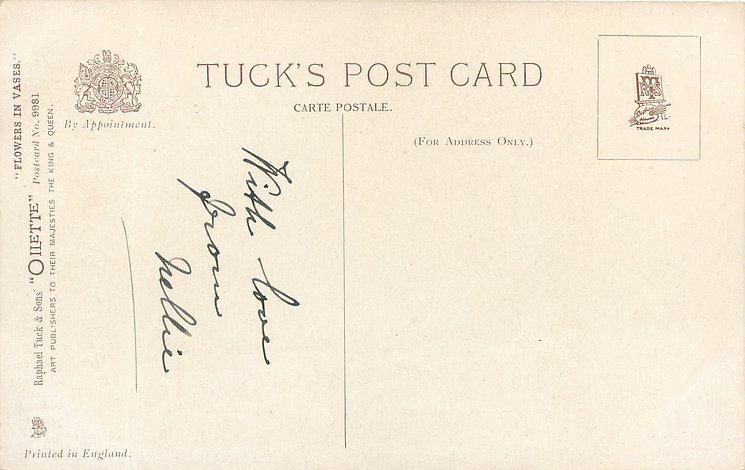 TUCK'S POST CARD
CARTE POSTALE.
(FOR ADDRESS ONLY.)
TRADE MARK
By Appointment.
"FLOWERS IN VASES."
Raphael Tuck & Sons' "OILETTE" Postcard No. 9981
ART PUBLISHERS TO THEIR MAJESTIES THE KING & QUEEN.
With love
from
Nellie
Printed in England.